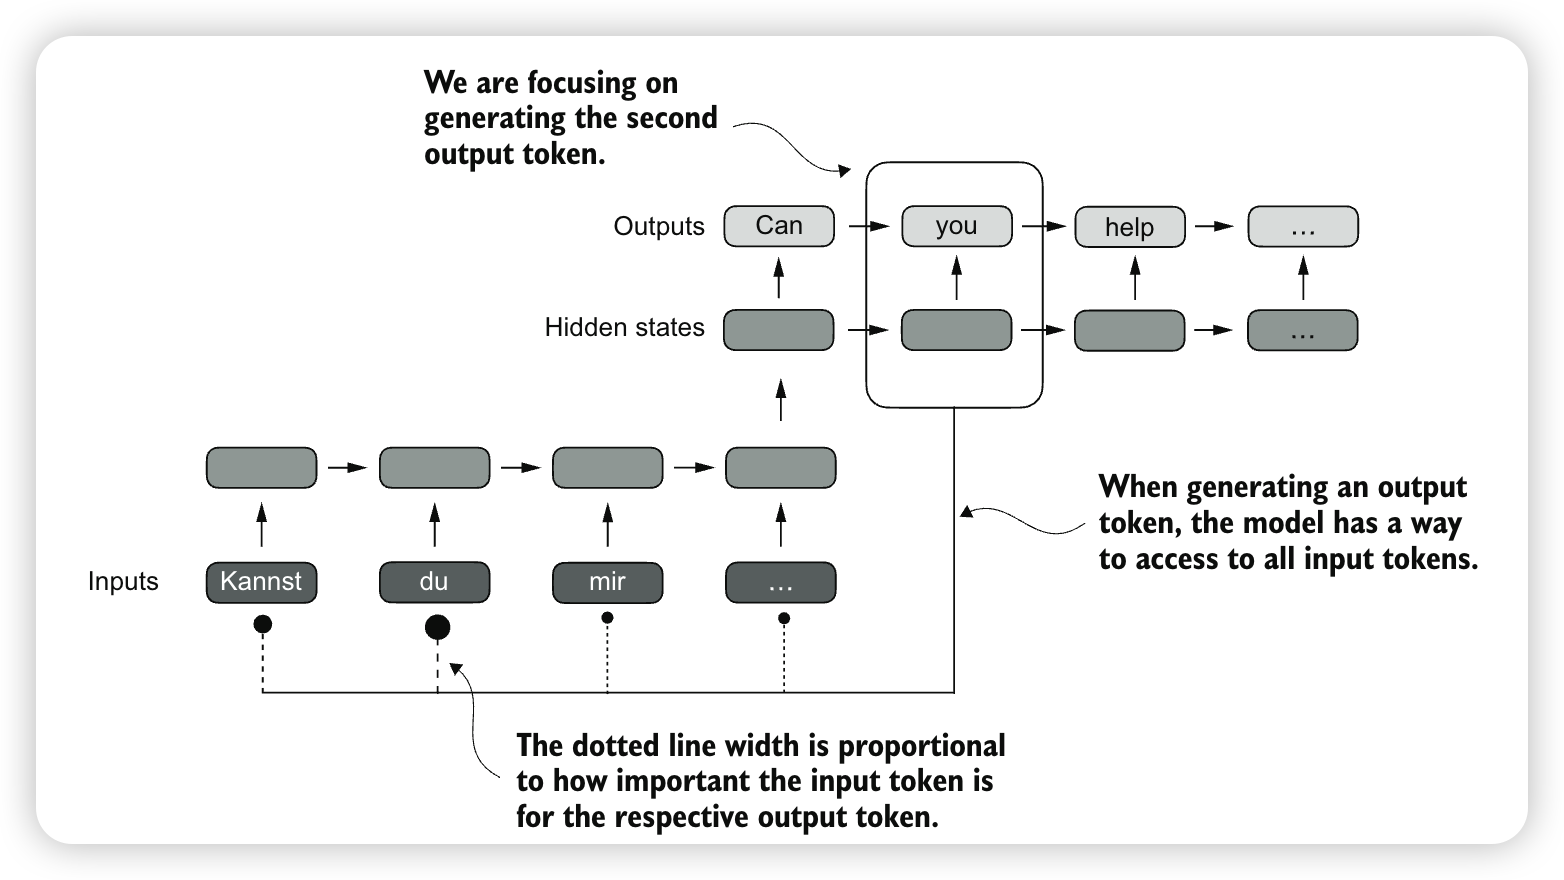 We are focusing on
generating the second
output token.
Outputs
Can
you
help
...
Hidden states
...
When generating an output
token, the model has a way
to access to all input tokens.
Inputs
Kannst
du
mir
...
The dotted line width is proportional
to how important the input token is
for the respective output token.